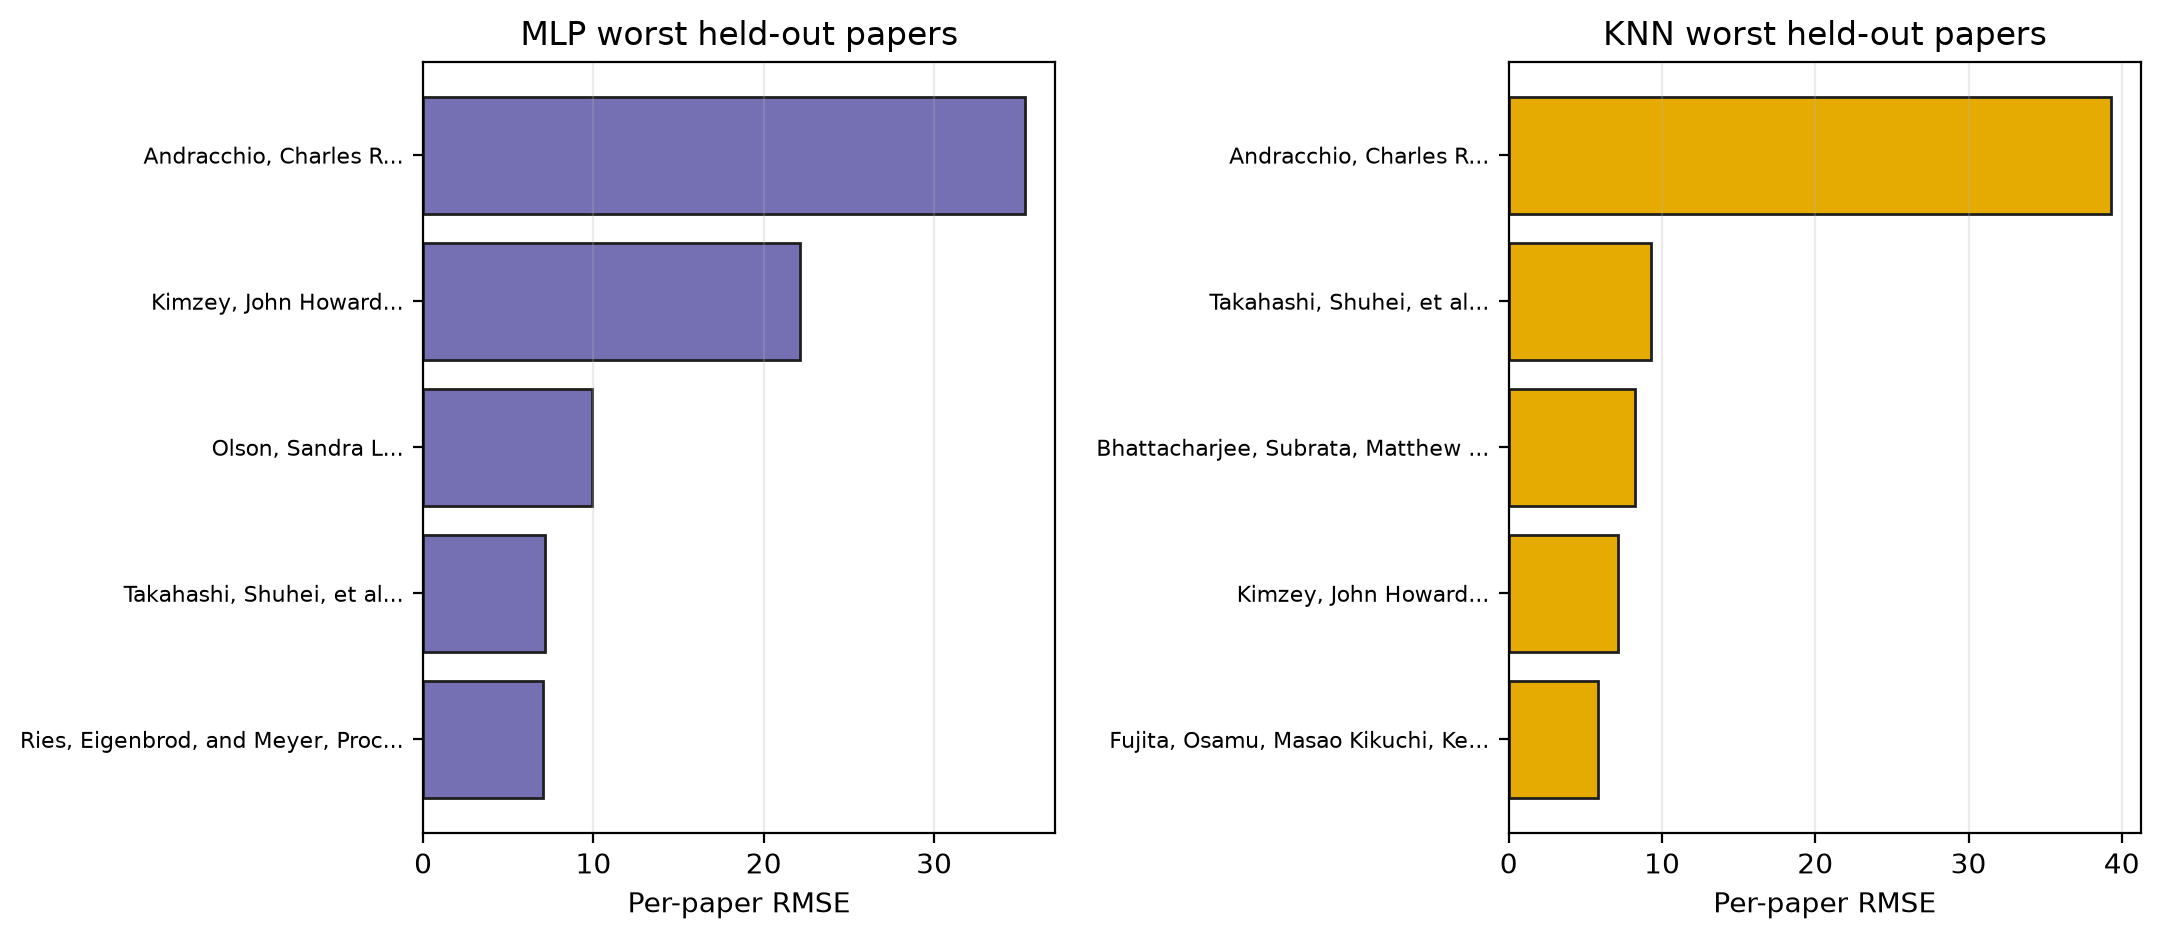 MLP worst held-out papers
Andracchio, Charles R...
Kimzey, John Howard...
Olson, Sandra L...
Takahashi, Shuhei, et al...
Ries, Eigenbrod, and Meyer, Proc...
0 10 20 30
Per-paper RMSE
KNN worst held-out papers
Andracchio, Charles R...
Takahashi, Shuhei, et al...
Bhattacharjee, Subrata, Matthew ...
Kimzey, John Howard...
Fujita, Osamu, Masao Kikuchi, Ke...
0 10 20 30 40
Per-paper RMSE